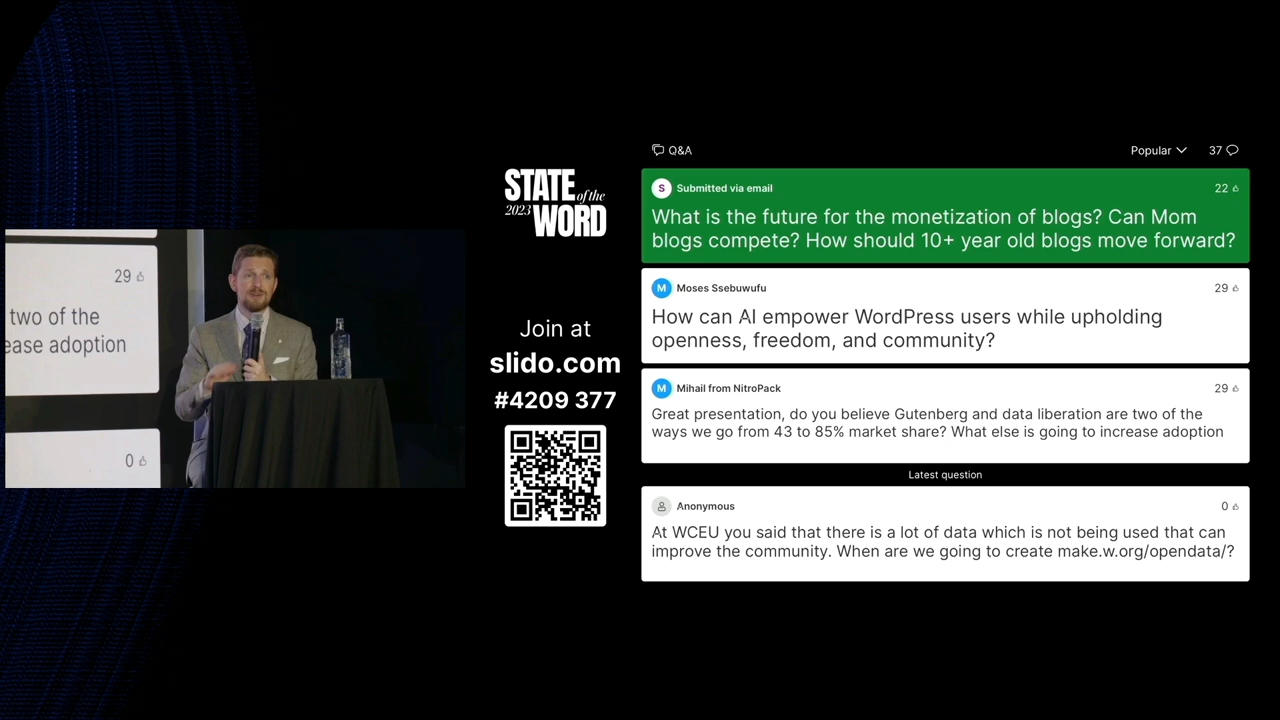 29
two of the
ease adoption
0
STATE of the
2023 WORD
Join at
slido.com
#4209 377
Q&A
Popular
37
S
Submitted via email
22
What is the future for the monetization of blogs? Can Mom
blogs compete? How should 10+ year old blogs move forward?
M
Moses Ssebuwufu
29
How can AI empower WordPress users while upholding
openness, freedom, and community?
M
Mihail from NitroPack
29
Great presentation, do you believe Gutenberg and data liberation are two of the
ways we go from 43 to 85% market share? What else is going to increase adoption
Latest question
Anonymous
0
At WCEU you said that there is a lot of data which is not being used that can
improve the community. When are we going to create make.w.org/opendata/?